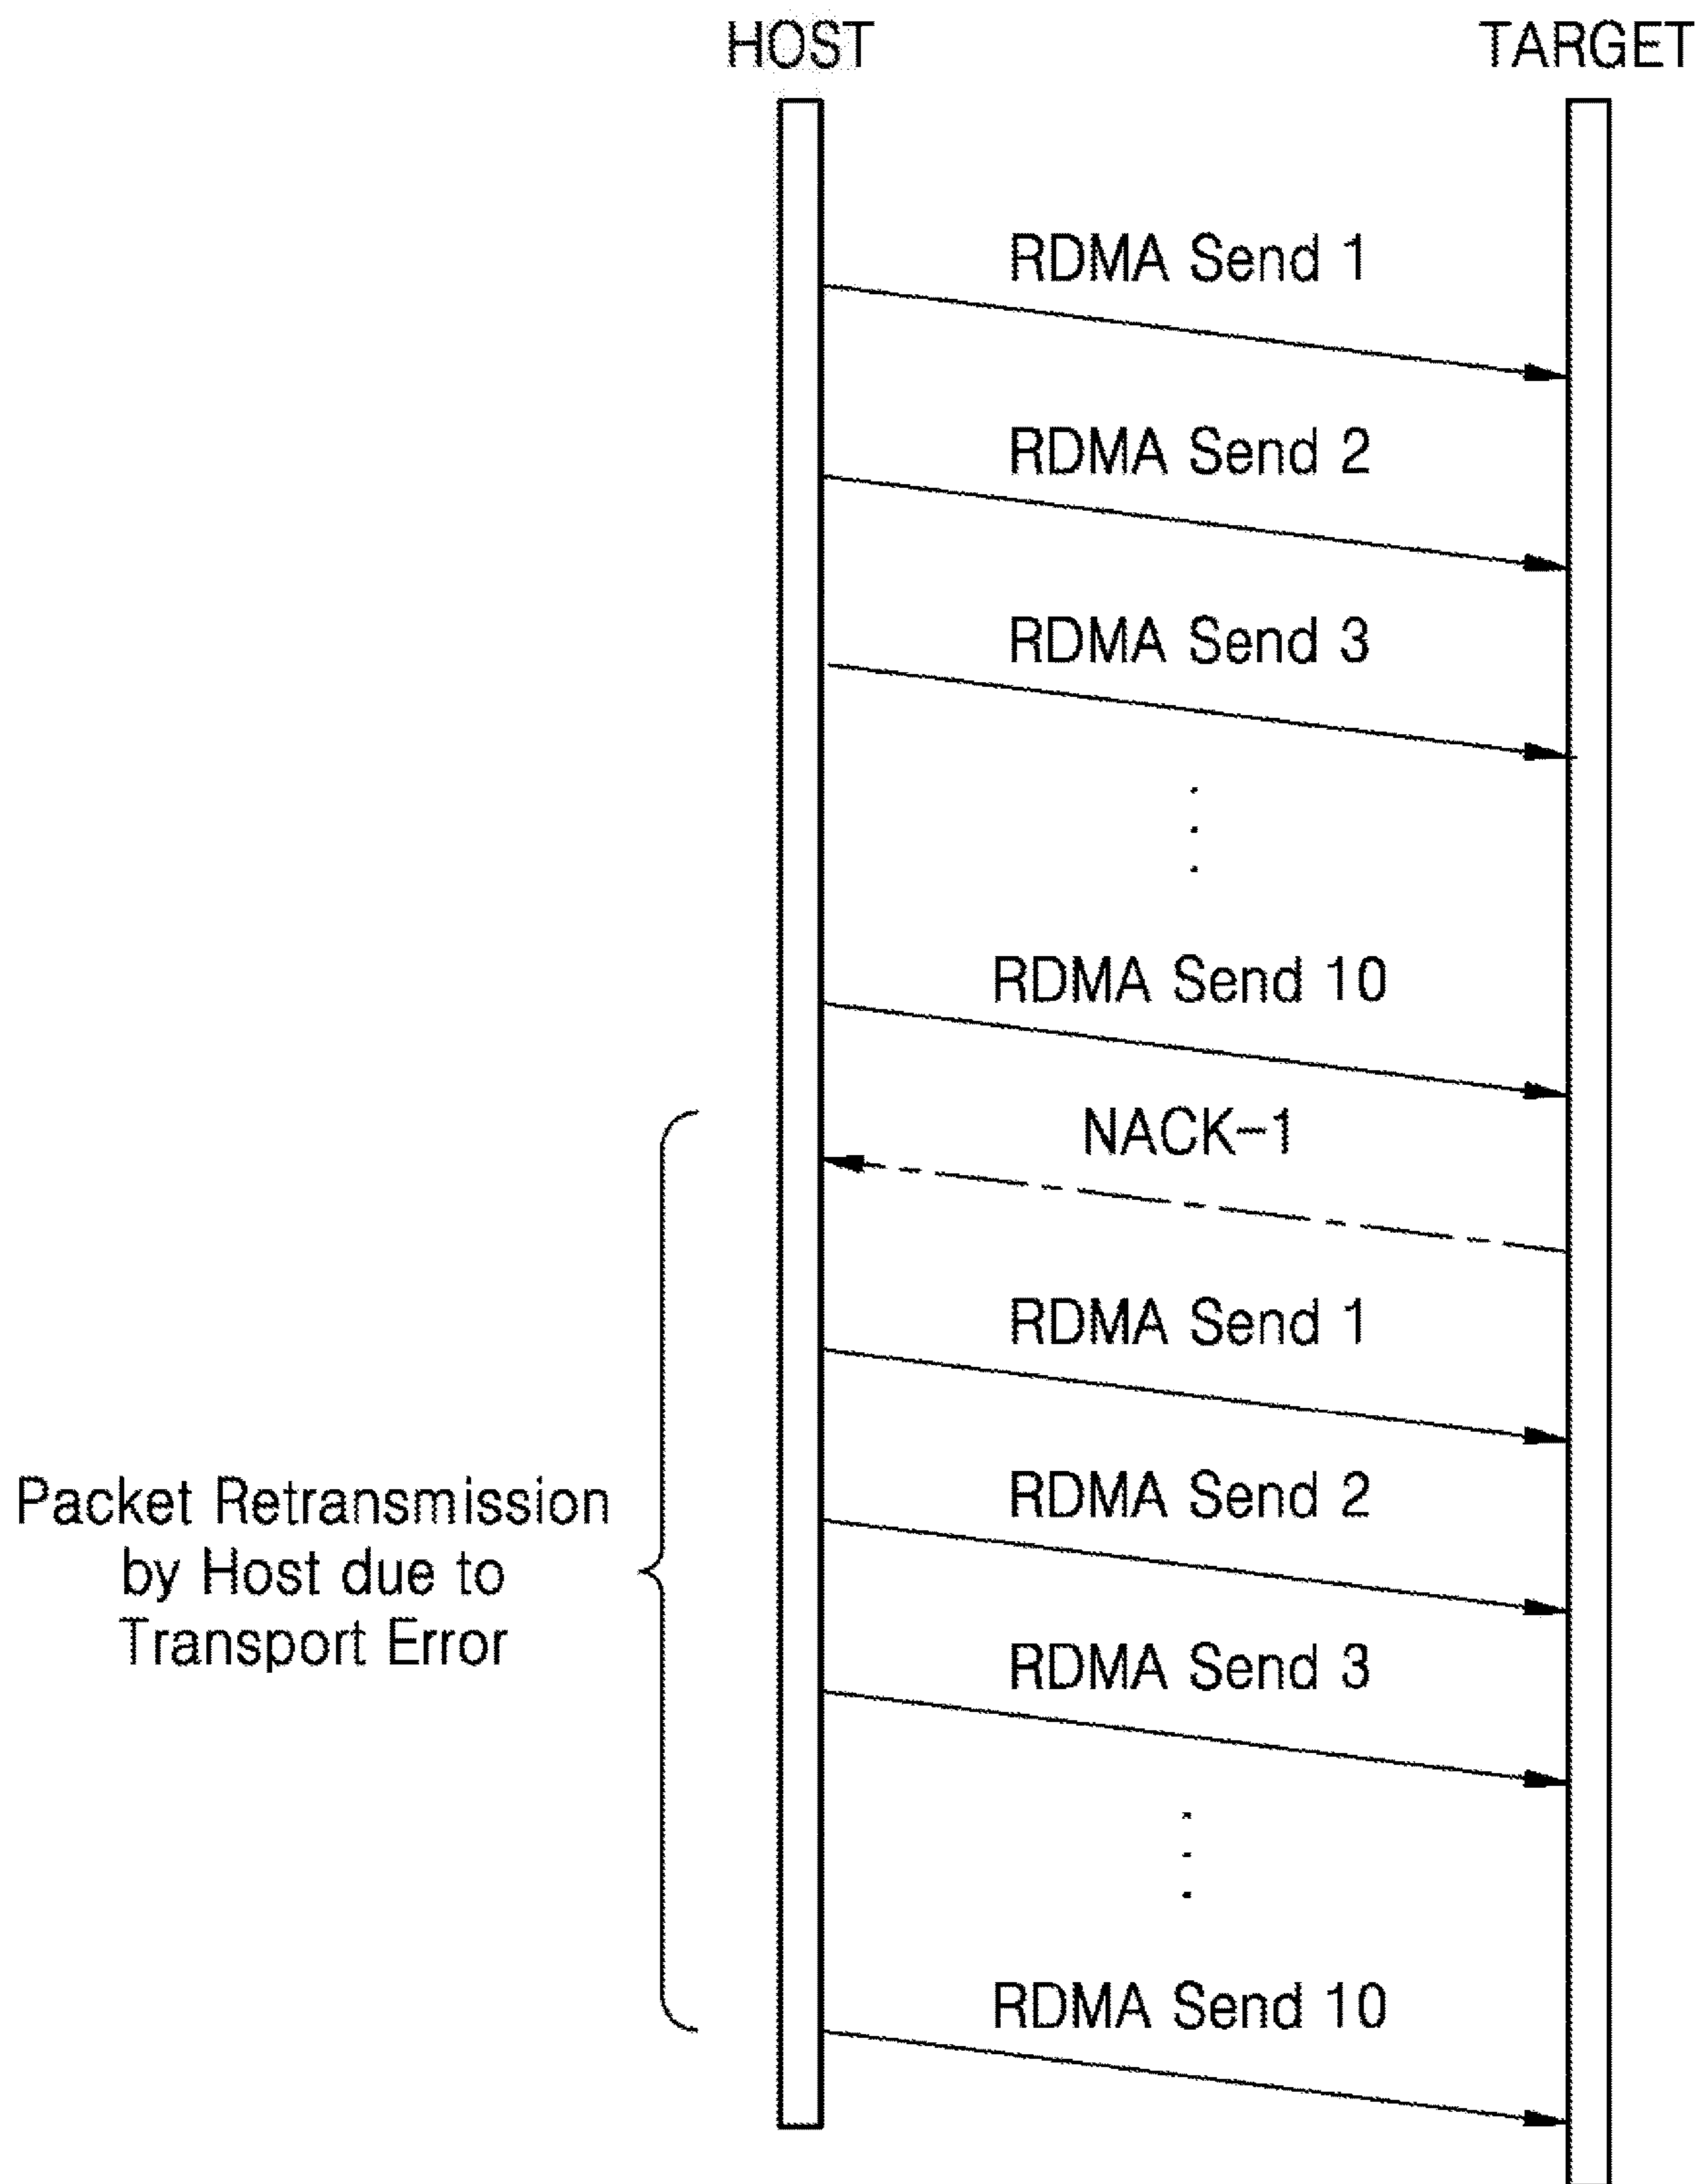 HOST
TARGET
RDMA Send 1
RDMA Send 2
RDMA Send 3
RDMA Send 10
NACK-1
RDMA Send 1
RDMA Send 2
RDMA Send 3
RDMA Send 10
Packet Retransmission
by Host due to
Transport Error